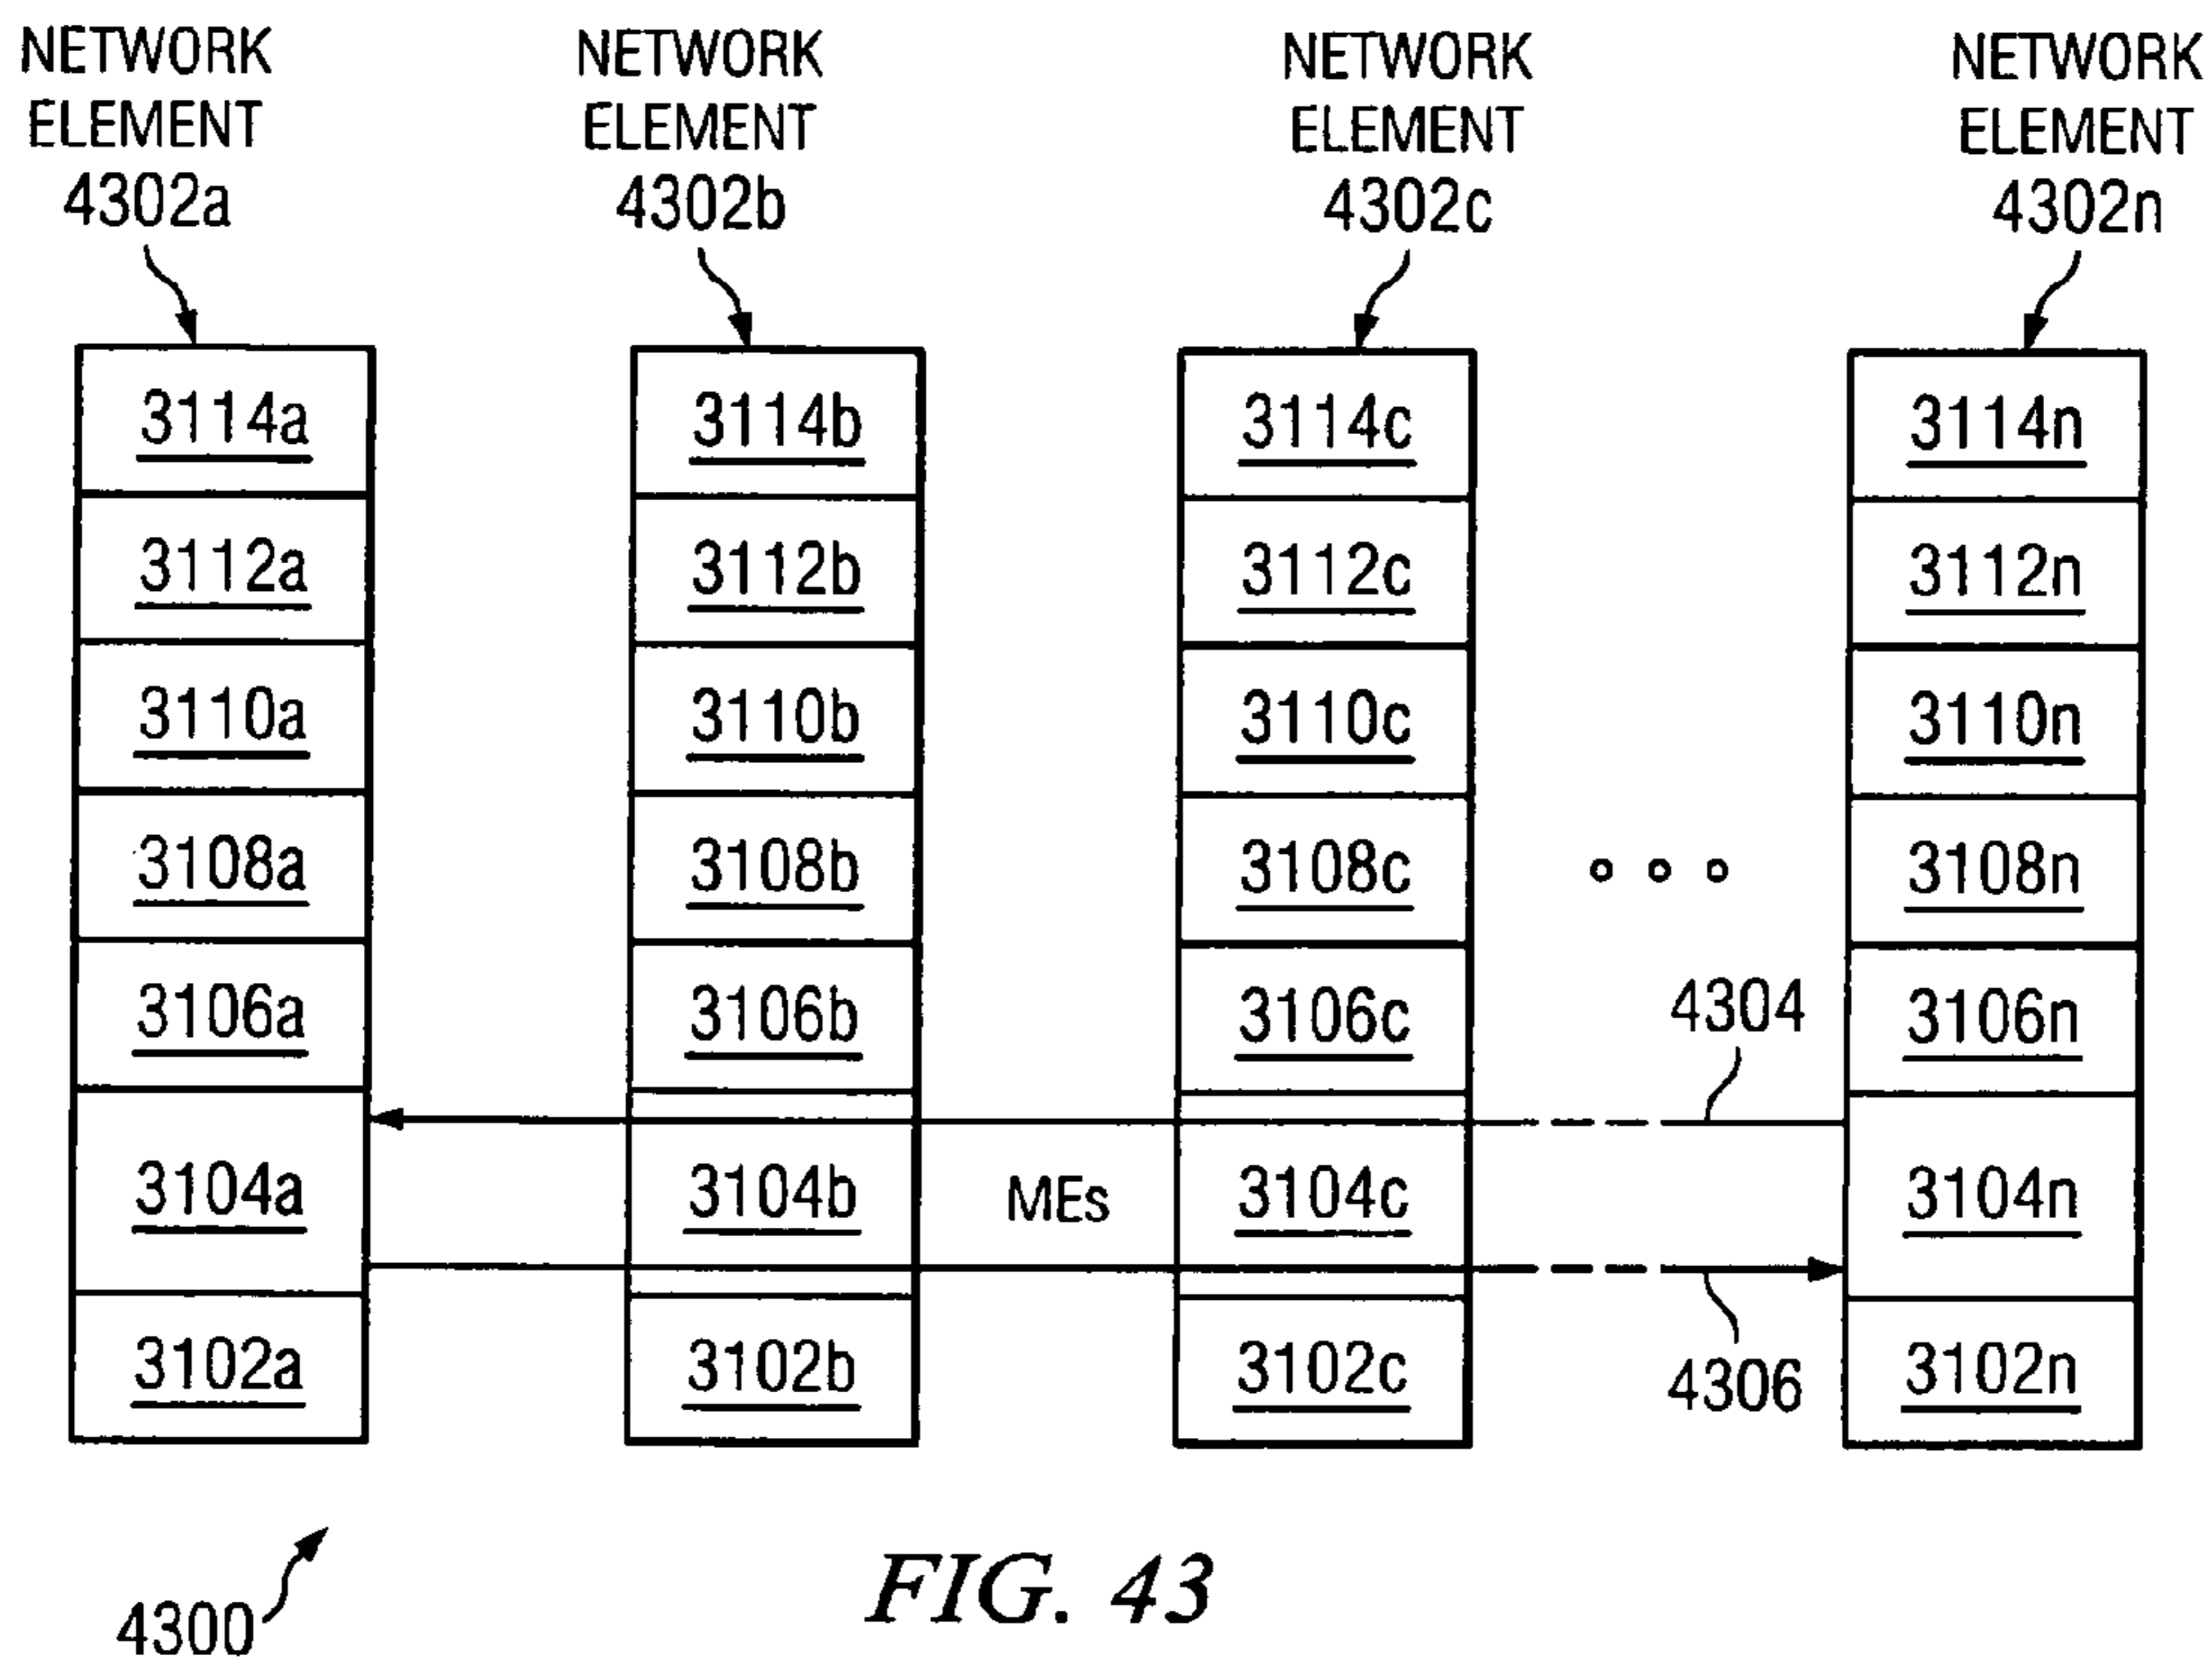 NETWORK
ELEMENT
4302a
NETWORK
ELEMENT
4302b
NETWORK
ELEMENT
4302c
NETWORK
ELEMENT
4302n
3114a
3114b
3114c
3114n
3112a
3112b
3112c
3112n
3110a
3110b
3110c
3110n
3108a
3108b
3108c
3108n
3106a
3106b
3106c
4304
3106n
3104a
3104b
MEs
3104c
3104n
3102a
3102b
3102c
4306
3102n
4300
FIG. 43